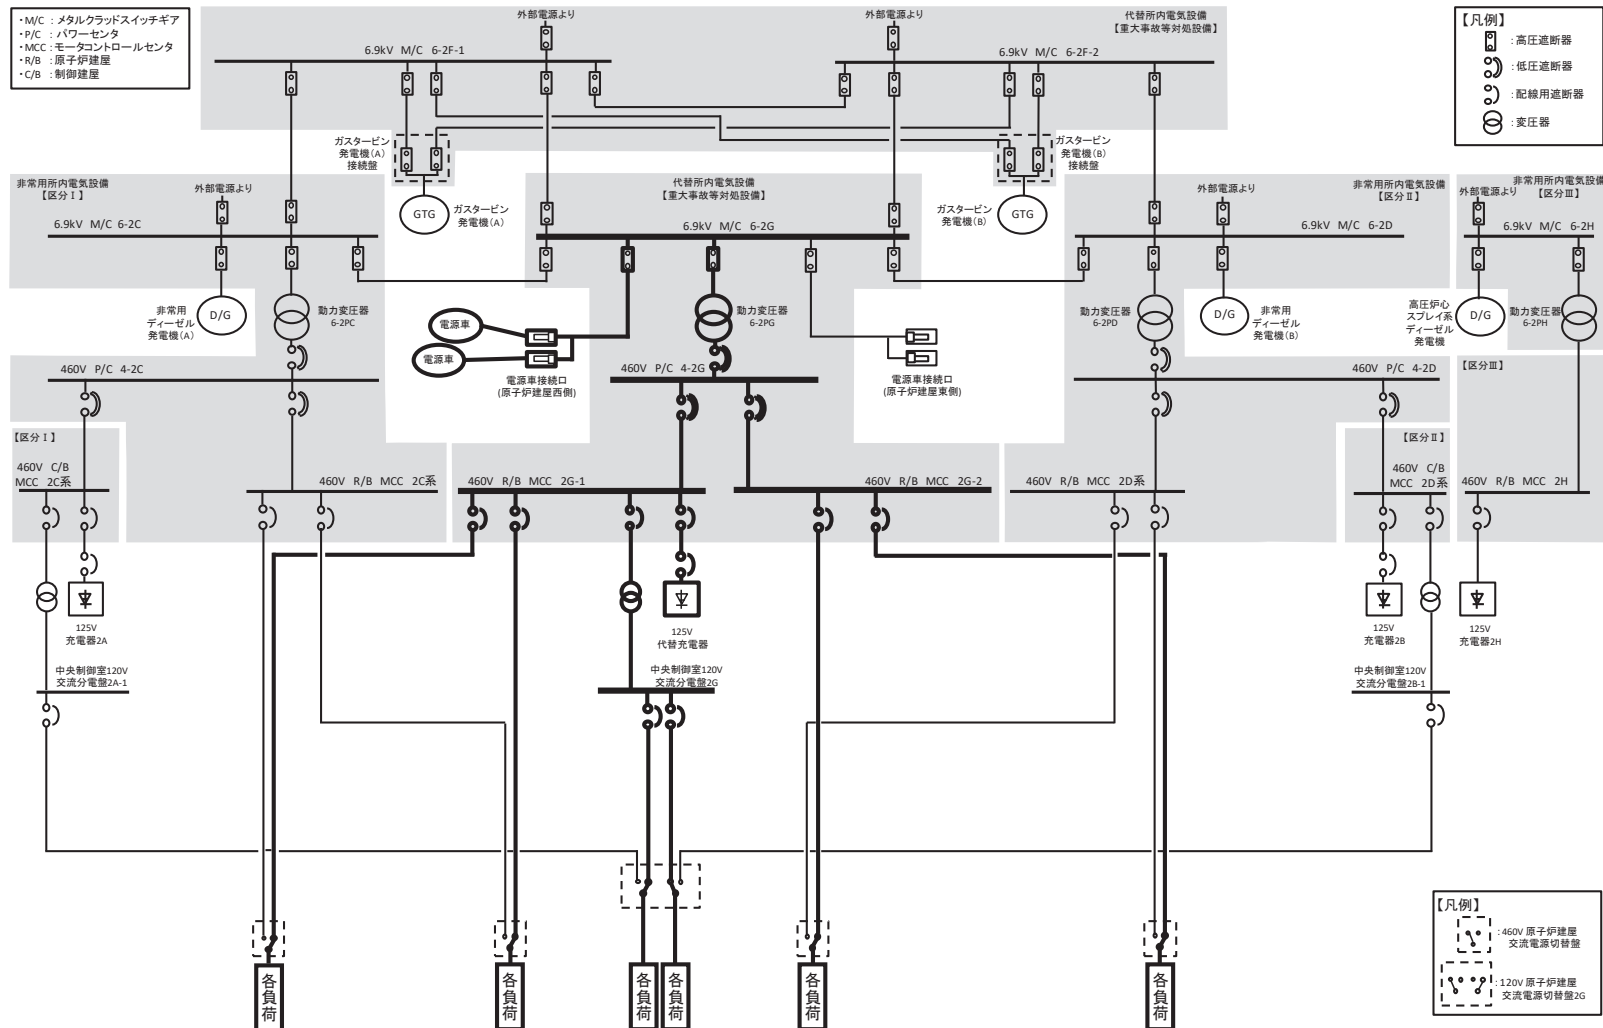 ・M/C ：メタルクラッドスイッチギア
・P/C ：パワーセンタ
・MCC：モータコントロールセンタ
・R/B ：原子炉建屋
・C/B ：制御建屋
外部電源より
外部電源より
代替所内電気設備
【重大事故等対処設備】
6.9kV M/C 6-2F-1
6.9kV M/C 6-2F-2
【凡例】
：高圧遮断器
：低圧遮断器
：配線用遮断器
：変圧器
ガスタービン
発電機(A)
接続盤
ガスタービン
発電機(B)
接続盤
非常用所内電気設備
【区分Ⅰ】
外部電源より
6.9kV M/C 6-2C
GTG
ガスタービン
発電機(A)
代替所内電気設備
【重大事故等対処設備】
6.9kV M/C 6-2G
ガスタービン
発電機(B)
GTG
外部電源より
非常用所内電気設備
【区分Ⅱ】
6.9kV M/C 6-2D
非常用所内電気設備
【区分Ⅲ】
外部電源より
6.9kV M/C 6-2H
非常用
ディーゼル
発電機(A)
D/G
動力変圧器
6-2PC
電源車
電源車
電源車接続口
(原子炉建屋西側)
動力変圧器
6-2PG
電源車接続口
(原子炉建屋東側)
動力変圧器
6-2PD
D/G
非常用
ディーゼル
発電機(B)
高圧炉心
スプレイ系
ディーゼル
発電機
D/G
動力変圧器
6-2PH
460V P/C 4-2C
460V P/C 4-2G
460V P/C 4-2D
【区分Ⅲ】
【区分Ⅰ】
460V C/B
MCC 2C系
460V R/B MCC 2C系
460V R/B MCC 2G-1
460V R/B MCC 2G-2
460V R/B MCC 2D系
【区分Ⅱ】
460V C/B
MCC 2D系
460V R/B MCC 2H
125V
充電器2A
125V
代替充電器
125V
充電器2B
125V
充電器2H
中央制御室120V
交流分電盤2A-1
中央制御室120V
交流分電盤2G
中央制御室120V
交流分電盤2B-1
【凡例】
：460V 原子炉建屋
交流電源切替盤
：120V 原子炉建屋
交流電源切替盤2G
各負荷
各負荷
各負荷
各負荷
各負荷
各負荷